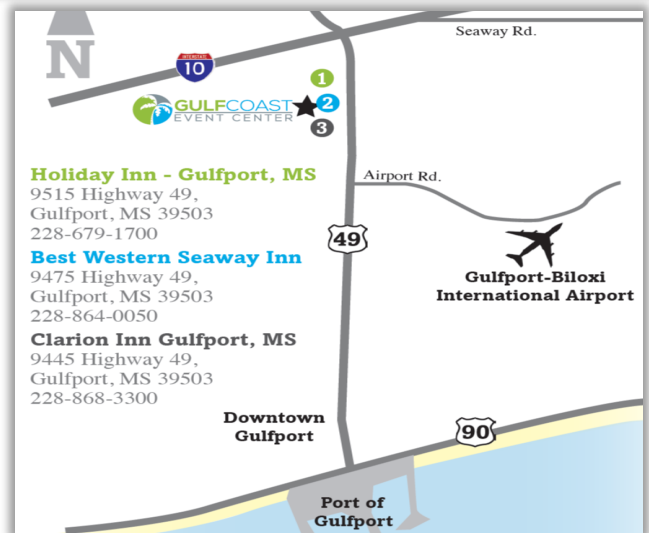 Seaway Rd.
N
INTERSTATE
10
1
GULFCOAST
EVENT CENTER
2
3
Holiday Inn - Gulfport, MS
9515 Highway 49,
Gulfport, MS 39503
228-679-1700
Airport Rd.
49
Best Western Seaway Inn
9475 Highway 49,
Gulfport, MS 39503
228-864-0050
Gulfport-Biloxi
International Airport
Clarion Inn Gulfport, MS
9445 Highway 49,
Gulfport, MS 39503
228-868-3300
Downtown
Gulfport
90
Port of
Gulfport